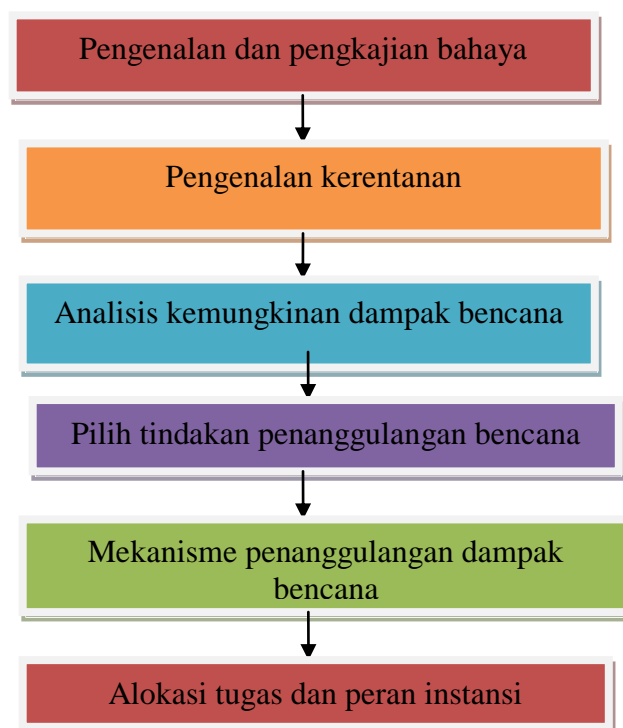 Pengenalan dan pengkajian bahaya
Pengenalan kerentanan
Analisis kemungkinan dampak bencana
Pilih tindakan penanggulangan bencana
Mekanisme penanggulangan dampak
bencana
Alokasi tugas dan peran instansi